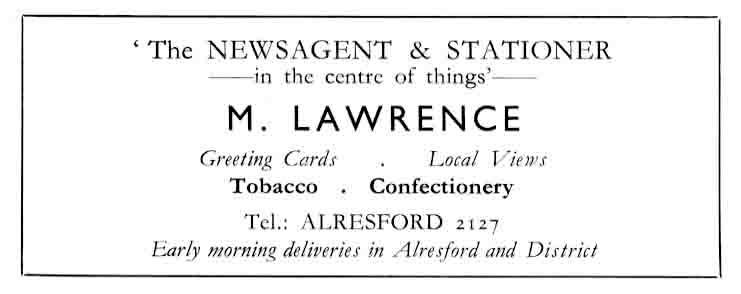 ‘The NEWSAGENT & STATIONER
—in the centre of things’—
M. LAWRENCE
Greeting Cards . Local Views
Tobacco . Confectionery
Tel.: ALRESFORD 2127
Early morning deliveries in Alresford and District